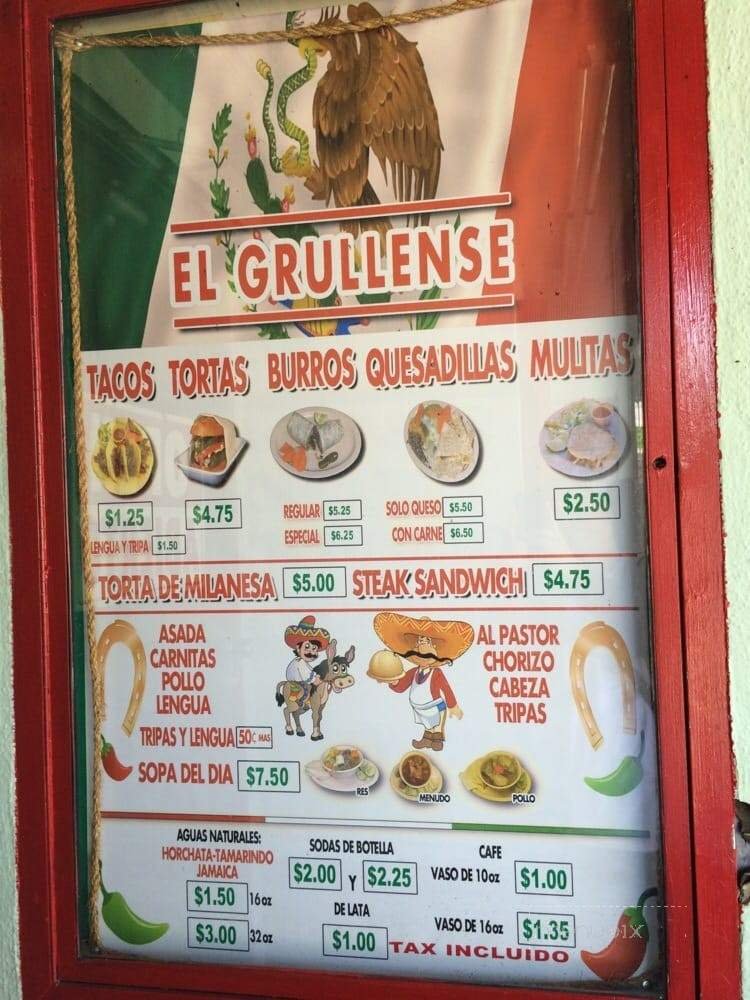 EL GRULLENSE
TACOS TORTAS BURROS QUESADILLAS MULITAS
$1.25 $4.75 REGULAR $5.25 SOLO QUESO $5.50 $2.50
LENGUA Y TRIPA $1.50 ESPECIAL $6.25 CON CARNE $6.50
TORTA DE MILANESA $5.00 STEAK SANDWICH $4.75
ASADA
CARNITAS
POLLO
LENGUA
AL PASTOR
CHORIZO
CABEZA
TRIPAS
TRIPAS Y LENGUA 50¢ MAS
SOPA DEL DIA $7.50
RES MENUDO POLLO
AGUAS NATURALES:
HORCHATA-TAMARINDO
JAMAICA
$1.50 16oz
$3.00 32oz
SODAS DE BOTELLA
$2.00 Y $2.25
DE LATA
$1.00
CAFE
VASO DE 10oz $1.00
VASO DE 16oz $1.35
TAX INCLUIDO